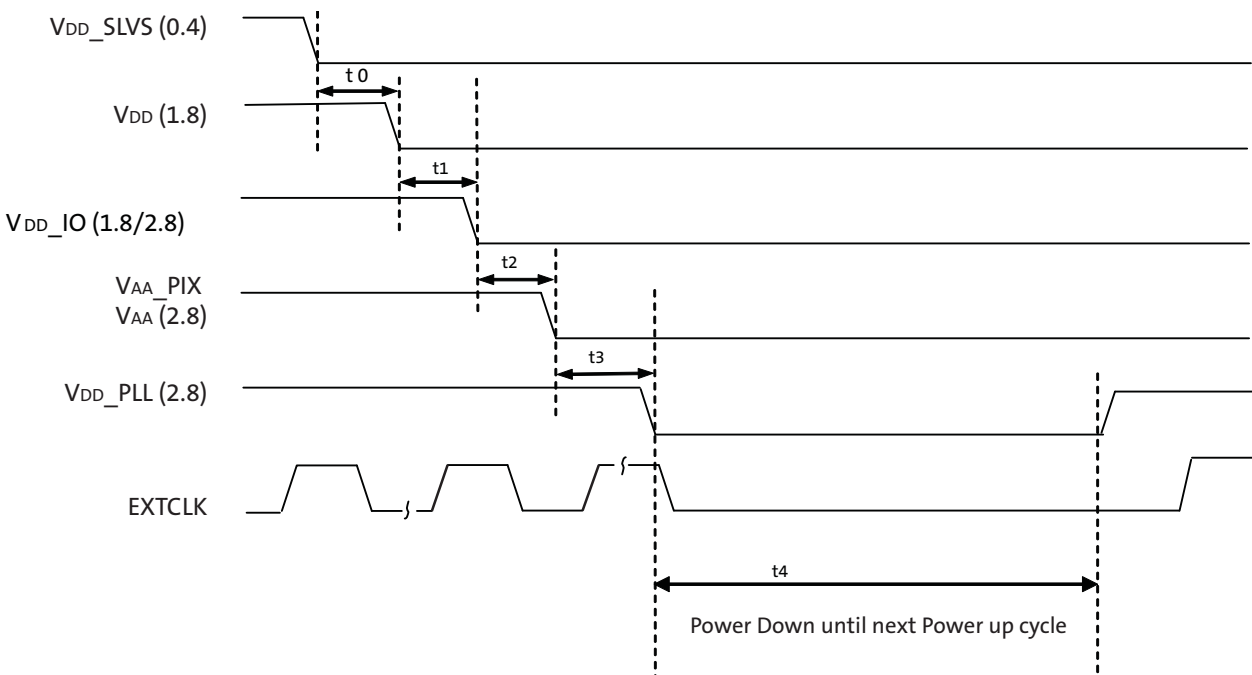 VDD_SLVS (0.4)
t 0
VDD (1.8)
t1
VDD_IO (1.8/2.8)
t2
VAA_PIX
VAA (2.8)
t3
VDD_PLL (2.8)
EXTCLK
t4
Power Down until next Power up cycle